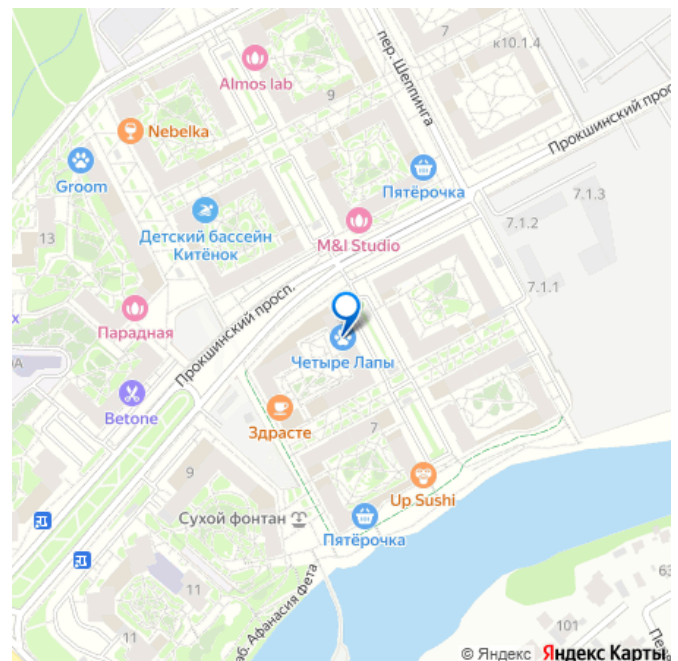 7
к10.1.4
пер. Шеппинга
Almos lab
9
Прокшинский прос
Nebelka
Пятёрочка
Groom
7.1.3
7.1.2
Детский бассейн
Китёнок
13
M&I Studio
7.1.1
Прокшинский просп.
Парадная
х
Четыре Лапы
Betone
Здрасте
7
9
Up Sushi
Сухой фонтан
Пятёрочка
11
11
наб. Афанасия Фета
101
63
Пе
© Яндекс Яндекс Карты